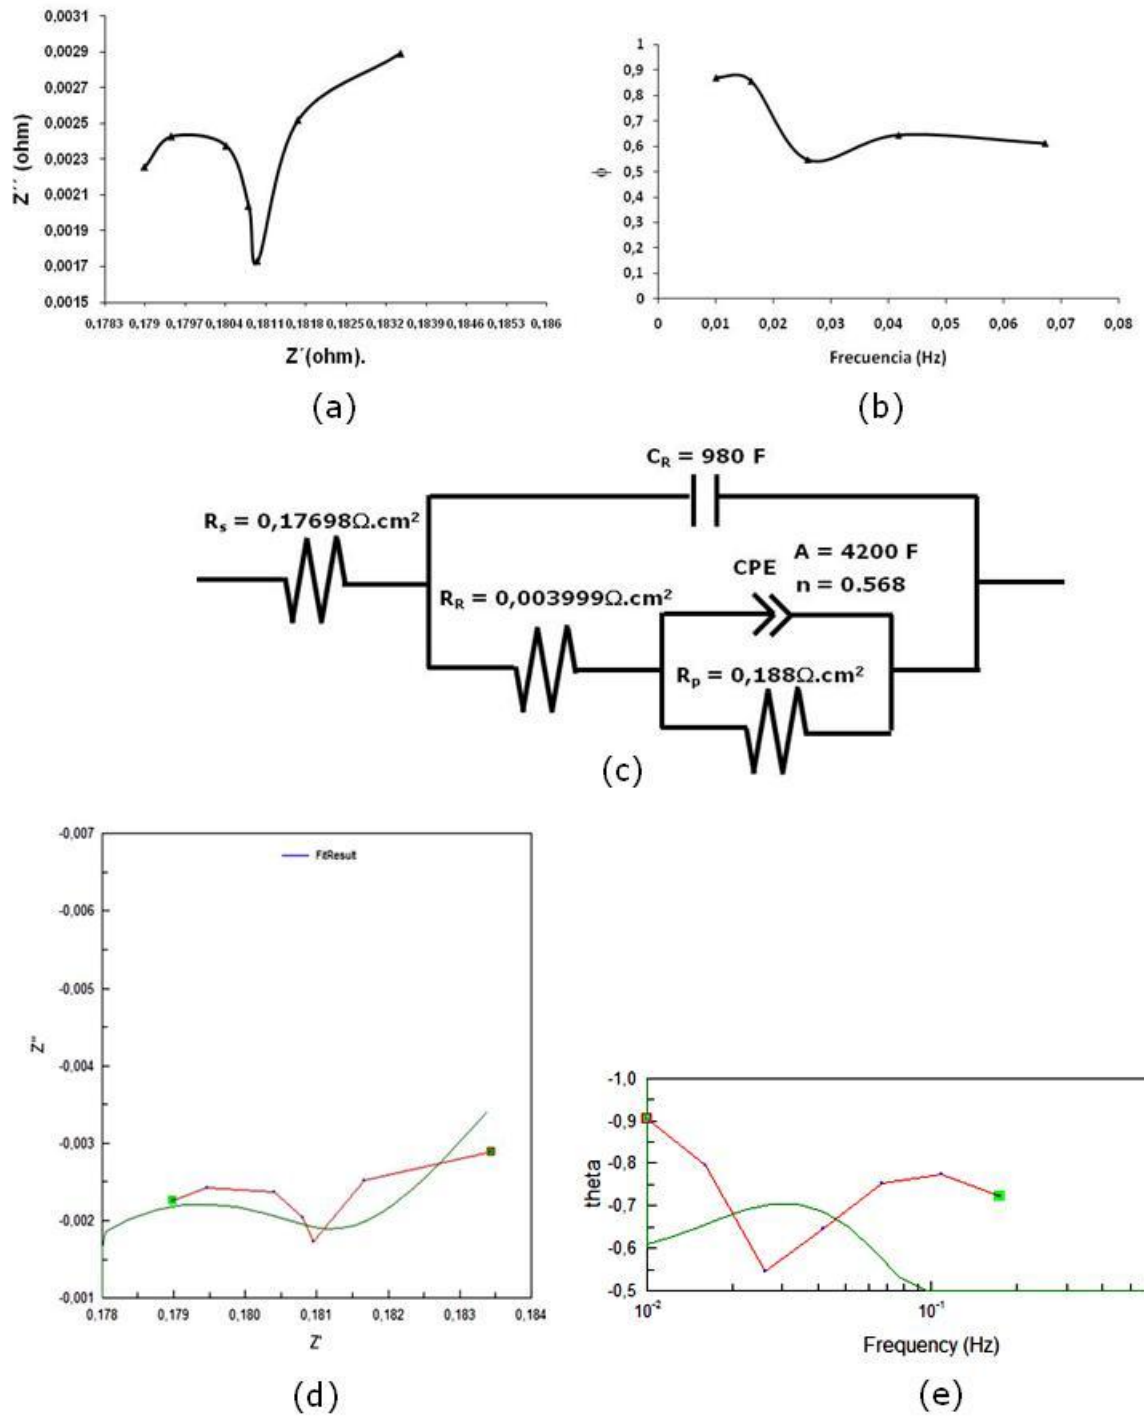 0,0031
0,0029
0,0027
0,0025
0,0023
0,0021
0,0019
0,0017
0,0015
Z´´ (ohm)
0,1783 0,179 0,1797 0,1804 0,1811 0,1818 0,1825 0,1832 0,1839 0,1846 0,1853 0,186
Z´(ohm).
(a)
1
0,9
0,8
0,7
0,6
0,5
0,4
0,3
0,2
0,1
0
ϕ
0 0,01 0,02 0,03 0,04 0,05 0,06 0,07 0,08
Frecuencia (Hz)
(b)
C_R = 980 F
R_s = 0,17698Ω.cm²
A = 4200 F
CPE
n = 0.568
R_R = 0,003999Ω.cm²
R_p = 0,188Ω.cm²
(c)
-0,007
-0,006
-0,005
-0,004
-0,003
-0,002
-0,001
Z''
FitResult
0,178 0,179 0,180 0,181 0,182 0,183 0,184
Z'
(d)
-1,0
-0,9
-0,8
-0,7
-0,6
-0,5
theta
10⁻² 10⁻¹
Frequency (Hz)
(e)